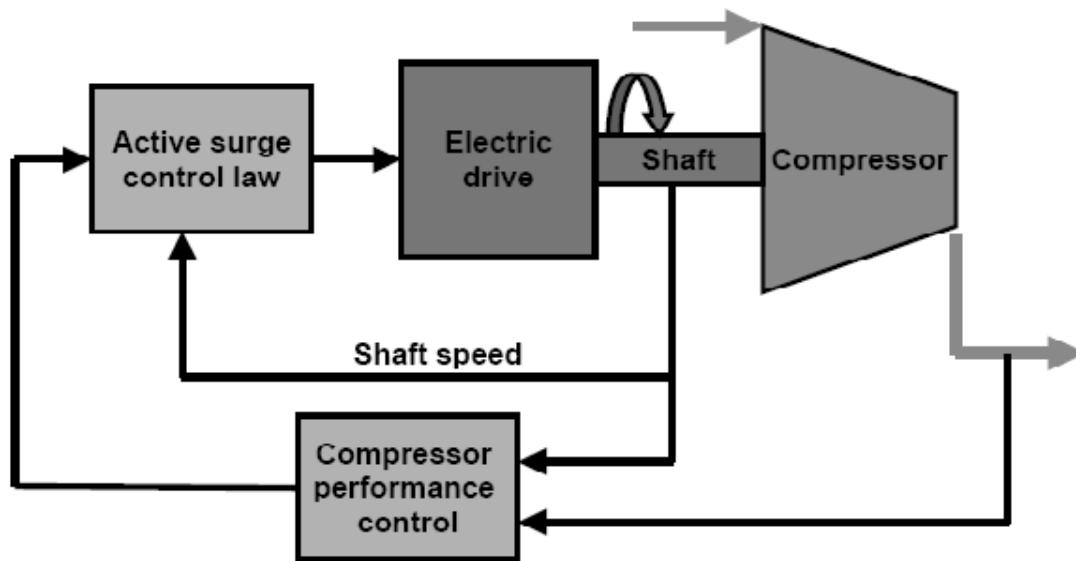 Active surge
control law
Electric
drive
Shaft
Compressor
Shaft speed
Compressor
performance
control